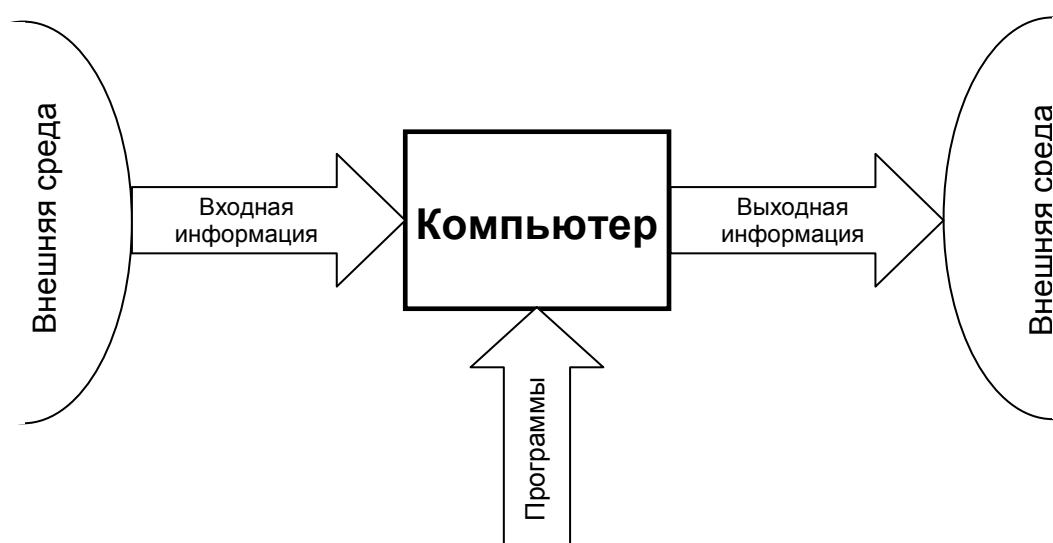 Внешняя среда
Входная
информация
Компьютер
Выходная
информация
Внешняя среда
Программы